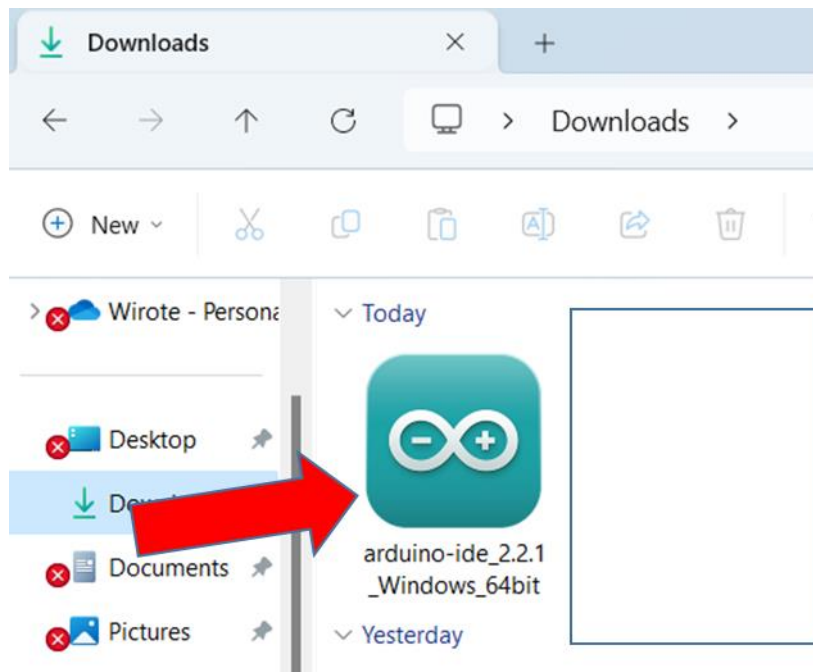 Downloads
Downloads
New
Wirote - Persona
Today
Desktop
arduino-ide_2.2.1
_Windows_64bit
Documents
Pictures
Yesterday